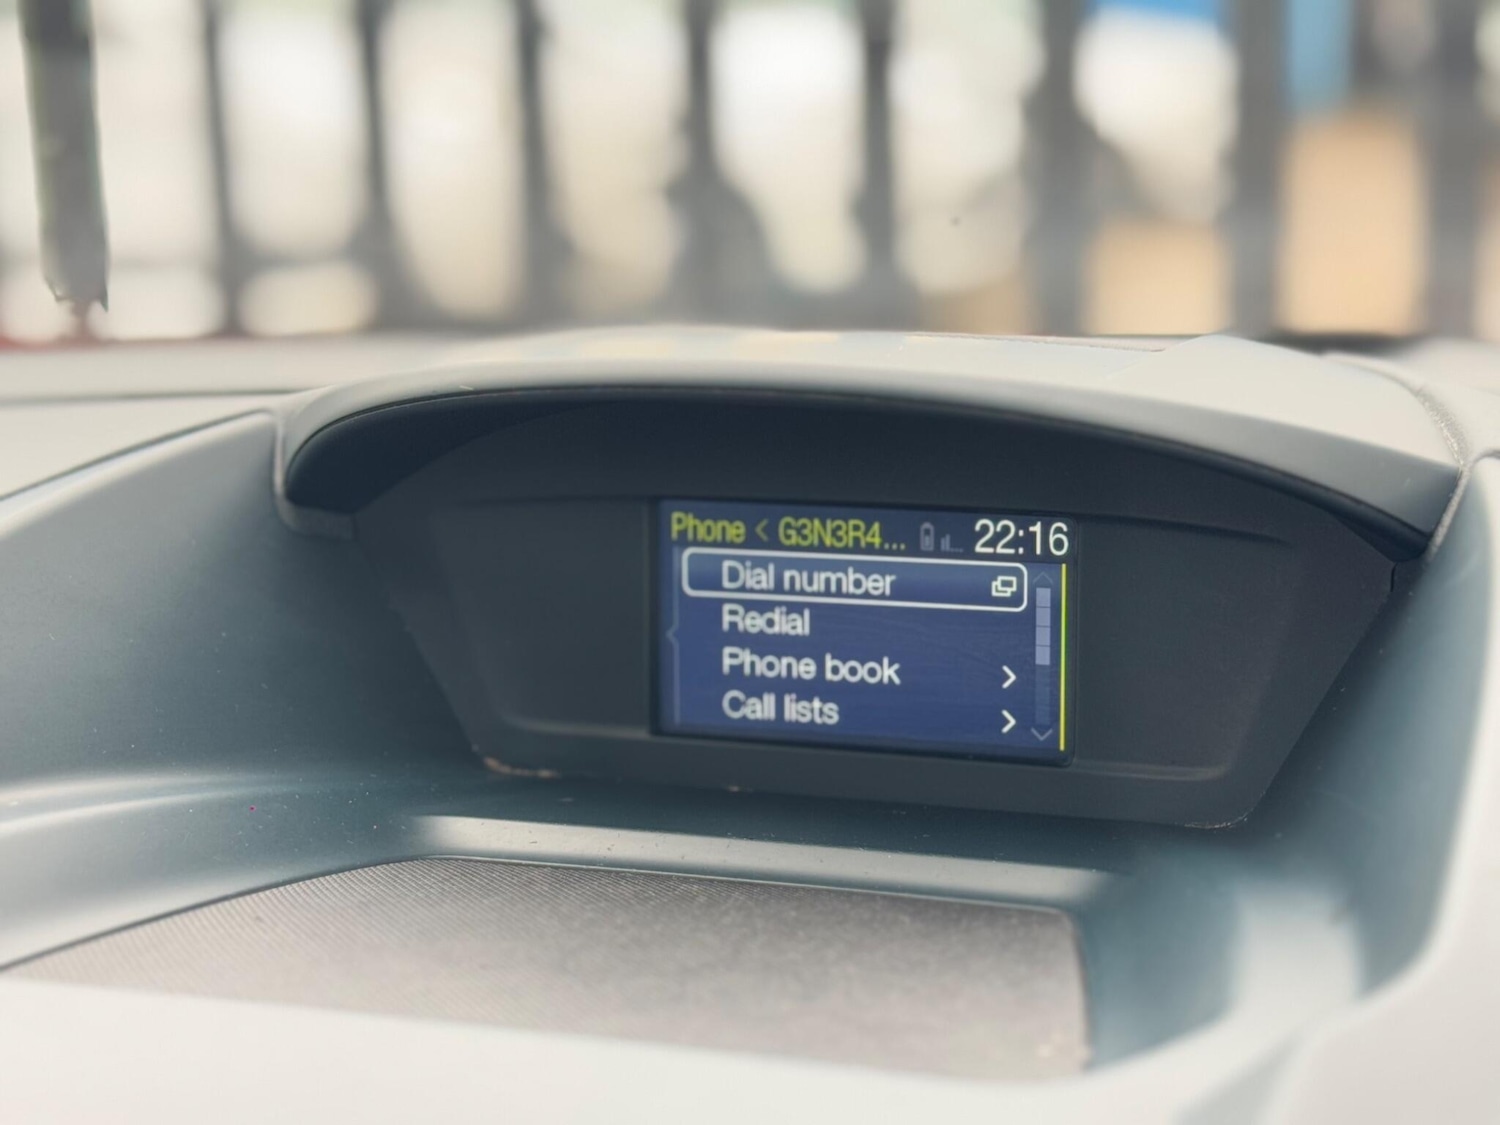 Phone < G3N3R4... 22:16
Dial number
Redial
Phone book >
Call lists >